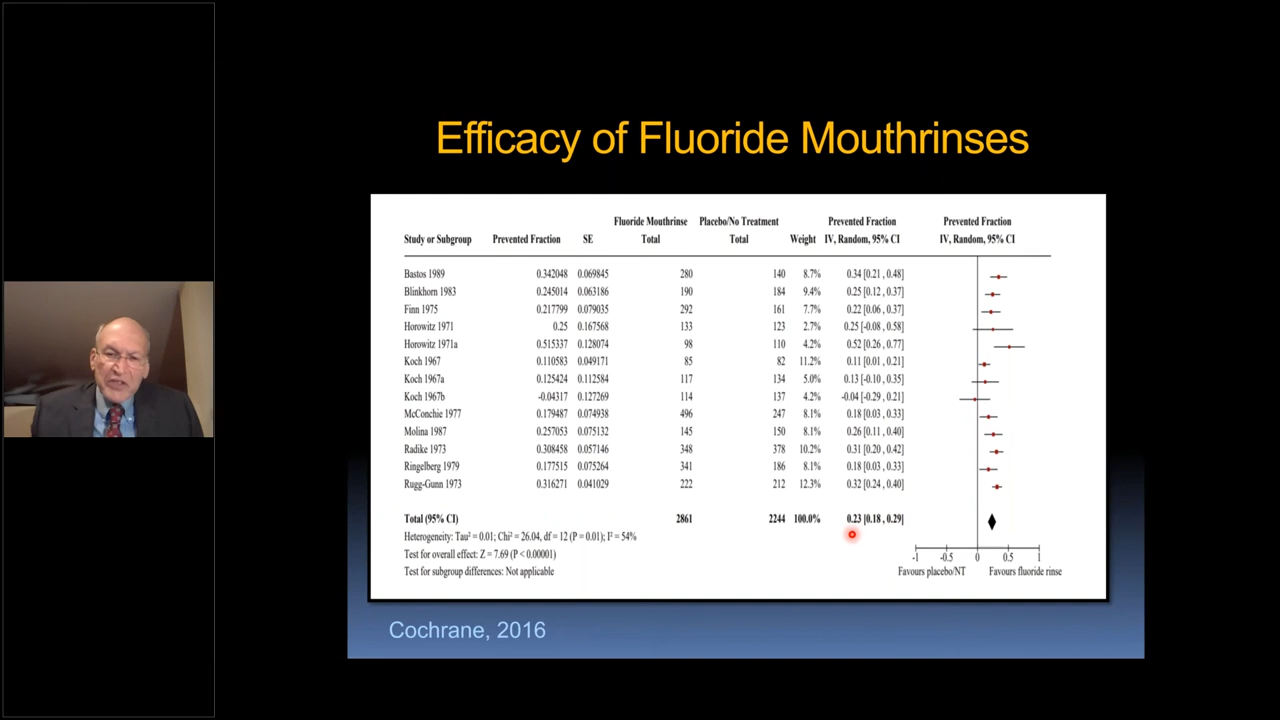 Efficacy of Fluoride Mouthrinses
Fluoride Mouthrinse Placebo/No Treatment Prevented Fraction Prevented Fraction
Study or Subgroup Prevented Fraction SE Total Total Weight IV, Random, 95% CI IV, Random, 95% CI
Bastos 1989 0.342048 0.069845 280 140 8.7% 0.34 [0.21 , 0.48]
Blinkhorn 1983 0.245014 0.063186 190 184 9.4% 0.25 [0.12 , 0.37]
Finn 1975 0.217799 0.079035 292 161 7.7% 0.22 [0.06 , 0.37]
Horowitz 1971 0.25 0.167568 133 123 2.7% 0.25 [-0.08 , 0.58]
Horowitz 1971a 0.515337 0.128074 98 110 4.2% 0.52 [0.26 , 0.77]
Koch 1967 0.110583 0.049171 85 82 11.2% 0.11 [0.01 , 0.21]
Koch 1967a 0.125424 0.112584 117 134 5.0% 0.13 [-0.10 , 0.35]
Koch 1967b -0.04317 0.127269 114 137 4.2% -0.04 [-0.29 , 0.21]
McConchie 1977 0.179487 0.074938 496 247 8.1% 0.18 [0.03 , 0.33]
Molina 1987 0.257053 0.075132 145 150 8.1% 0.26 [0.11 , 0.40]
Radike 1973 0.308458 0.057146 348 378 10.2% 0.31 [0.20 , 0.42]
Ringelberg 1979 0.177515 0.075264 341 186 8.1% 0.18 [0.03 , 0.33]
Rugg-Gunn 1973 0.316271 0.041029 222 212 12.3% 0.32 [0.24 , 0.40]
Total (95% CI) 2861 2244 100.0% 0.23 [0.18 , 0.29]
Heterogeneity: Tau² = 0.01; Chi² = 26.04, df = 12 (P = 0.01); I² = 54%
Test for overall effect: Z = 7.69 (P < 0.00001)
Test for subgroup differences: Not applicable
-1 -0.5 0 0.5 1
Favours placebo/NT Favours fluoride rinse
Cochrane, 2016